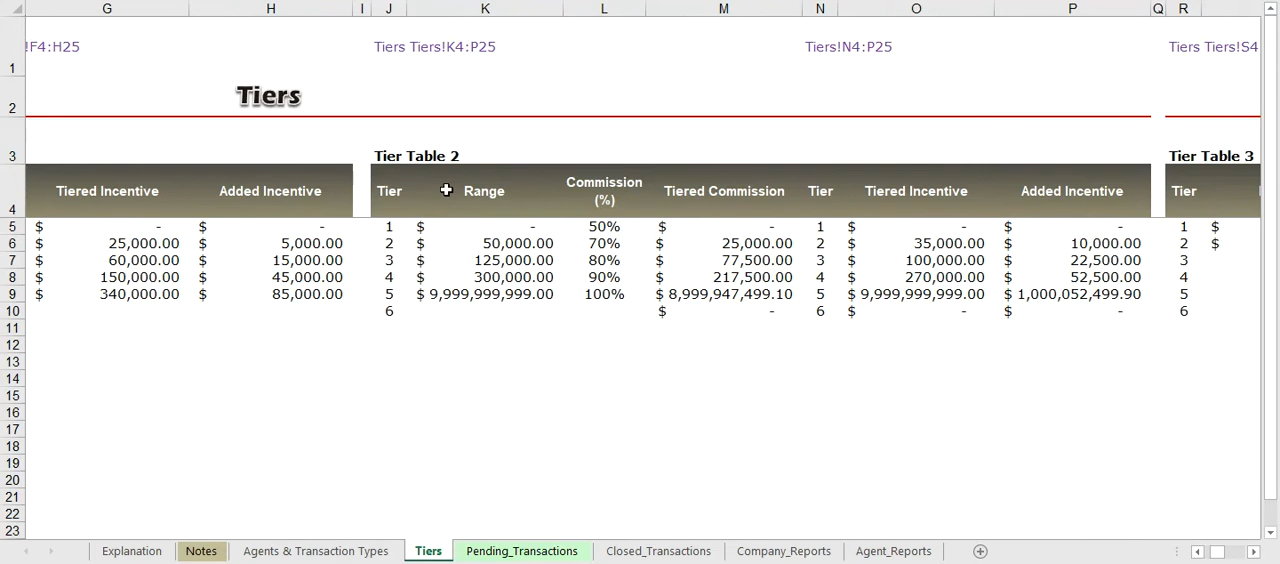 G H I J K L M N O P Q R
1 !F4:H25 Tiers Tiers!K4:P25 Tiers!N4:P25 Tiers Tiers!S4
2 Tiers
3 Tier Table 2 Tier Table 3
4 Tiered Incentive Added Incentive Tier Range Commission (%) Tiered Commission Tier Tiered Incentive Added Incentive Tier
5 $ - $ - 1 $ - 50% $ - 1 $ - $ - 1 $
6 $ 25,000.00 $ 5,000.00 2 $ 50,000.00 70% $ 25,000.00 2 $ 35,000.00 $ 10,000.00 2 $
7 $ 60,000.00 $ 15,000.00 3 $ 125,000.00 80% $ 77,500.00 3 $ 100,000.00 $ 22,500.00 3
8 $ 150,000.00 $ 45,000.00 4 $ 300,000.00 90% $ 217,500.00 4 $ 270,000.00 $ 52,500.00 4
9 $ 340,000.00 $ 85,000.00 5 $ 9,999,999,999.00 100% $ 8,999,947,499.10 5 $ 9,999,999,999.00 $ 1,000,052,499.90 5
10 6 $ - 6 $ - $ - 6
11
12
13
14
15
16
17
18
19
20
21
22
23
Explanation Notes Agents & Transaction Types Tiers Pending_Transactions Closed_Transactions Company_Reports Agent_Reports